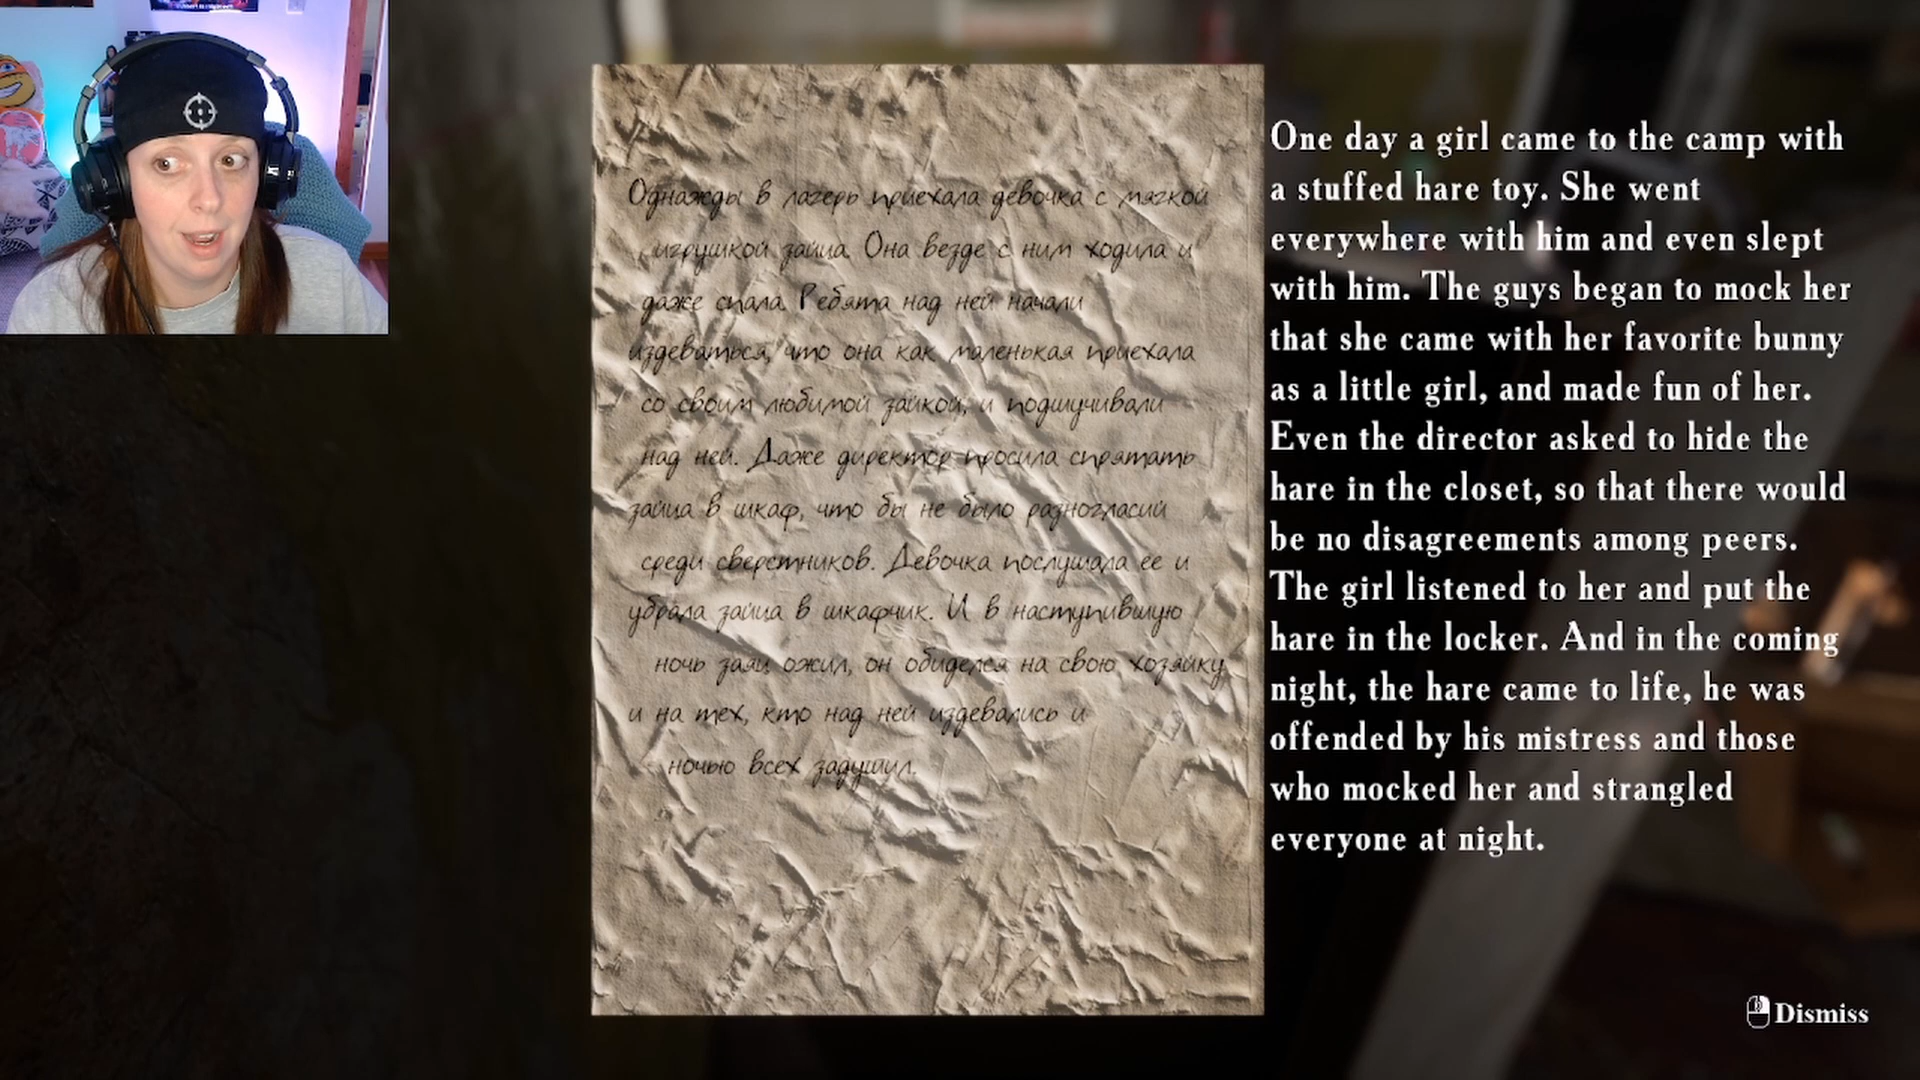 Однажды в лагерь приехала девочка с мягкой
игрушкой зайца. Она везде с ним ходила и
даже спала. Ребята над ней начали
издеваться, что она как маленькая приехала
со своим любимой зайкой, и подшучивали
над ней. Даже директор просила спрятать
зайца в шкаф, что бы не было разногласий
среди сверстников. Девочка послушала ее и
убрала зайца в шкафчик. И в наступившую
ночь заяц ожил, он обиделся на свою хозяйку
и на тех, кто над ней издевались и
ночью всех задушил.
One day a girl came to the camp with
a stuffed hare toy. She went
everywhere with him and even slept
with him. The guys began to mock her
that she came with her favorite bunny
as a little girl, and made fun of her.
Even the director asked to hide the
hare in the closet, so that there would
be no disagreements among peers.
The girl listened to her and put the
hare in the locker. And in the coming
night, the hare came to life, he was
offended by his mistress and those
who mocked her and strangled
everyone at night.
Dismiss